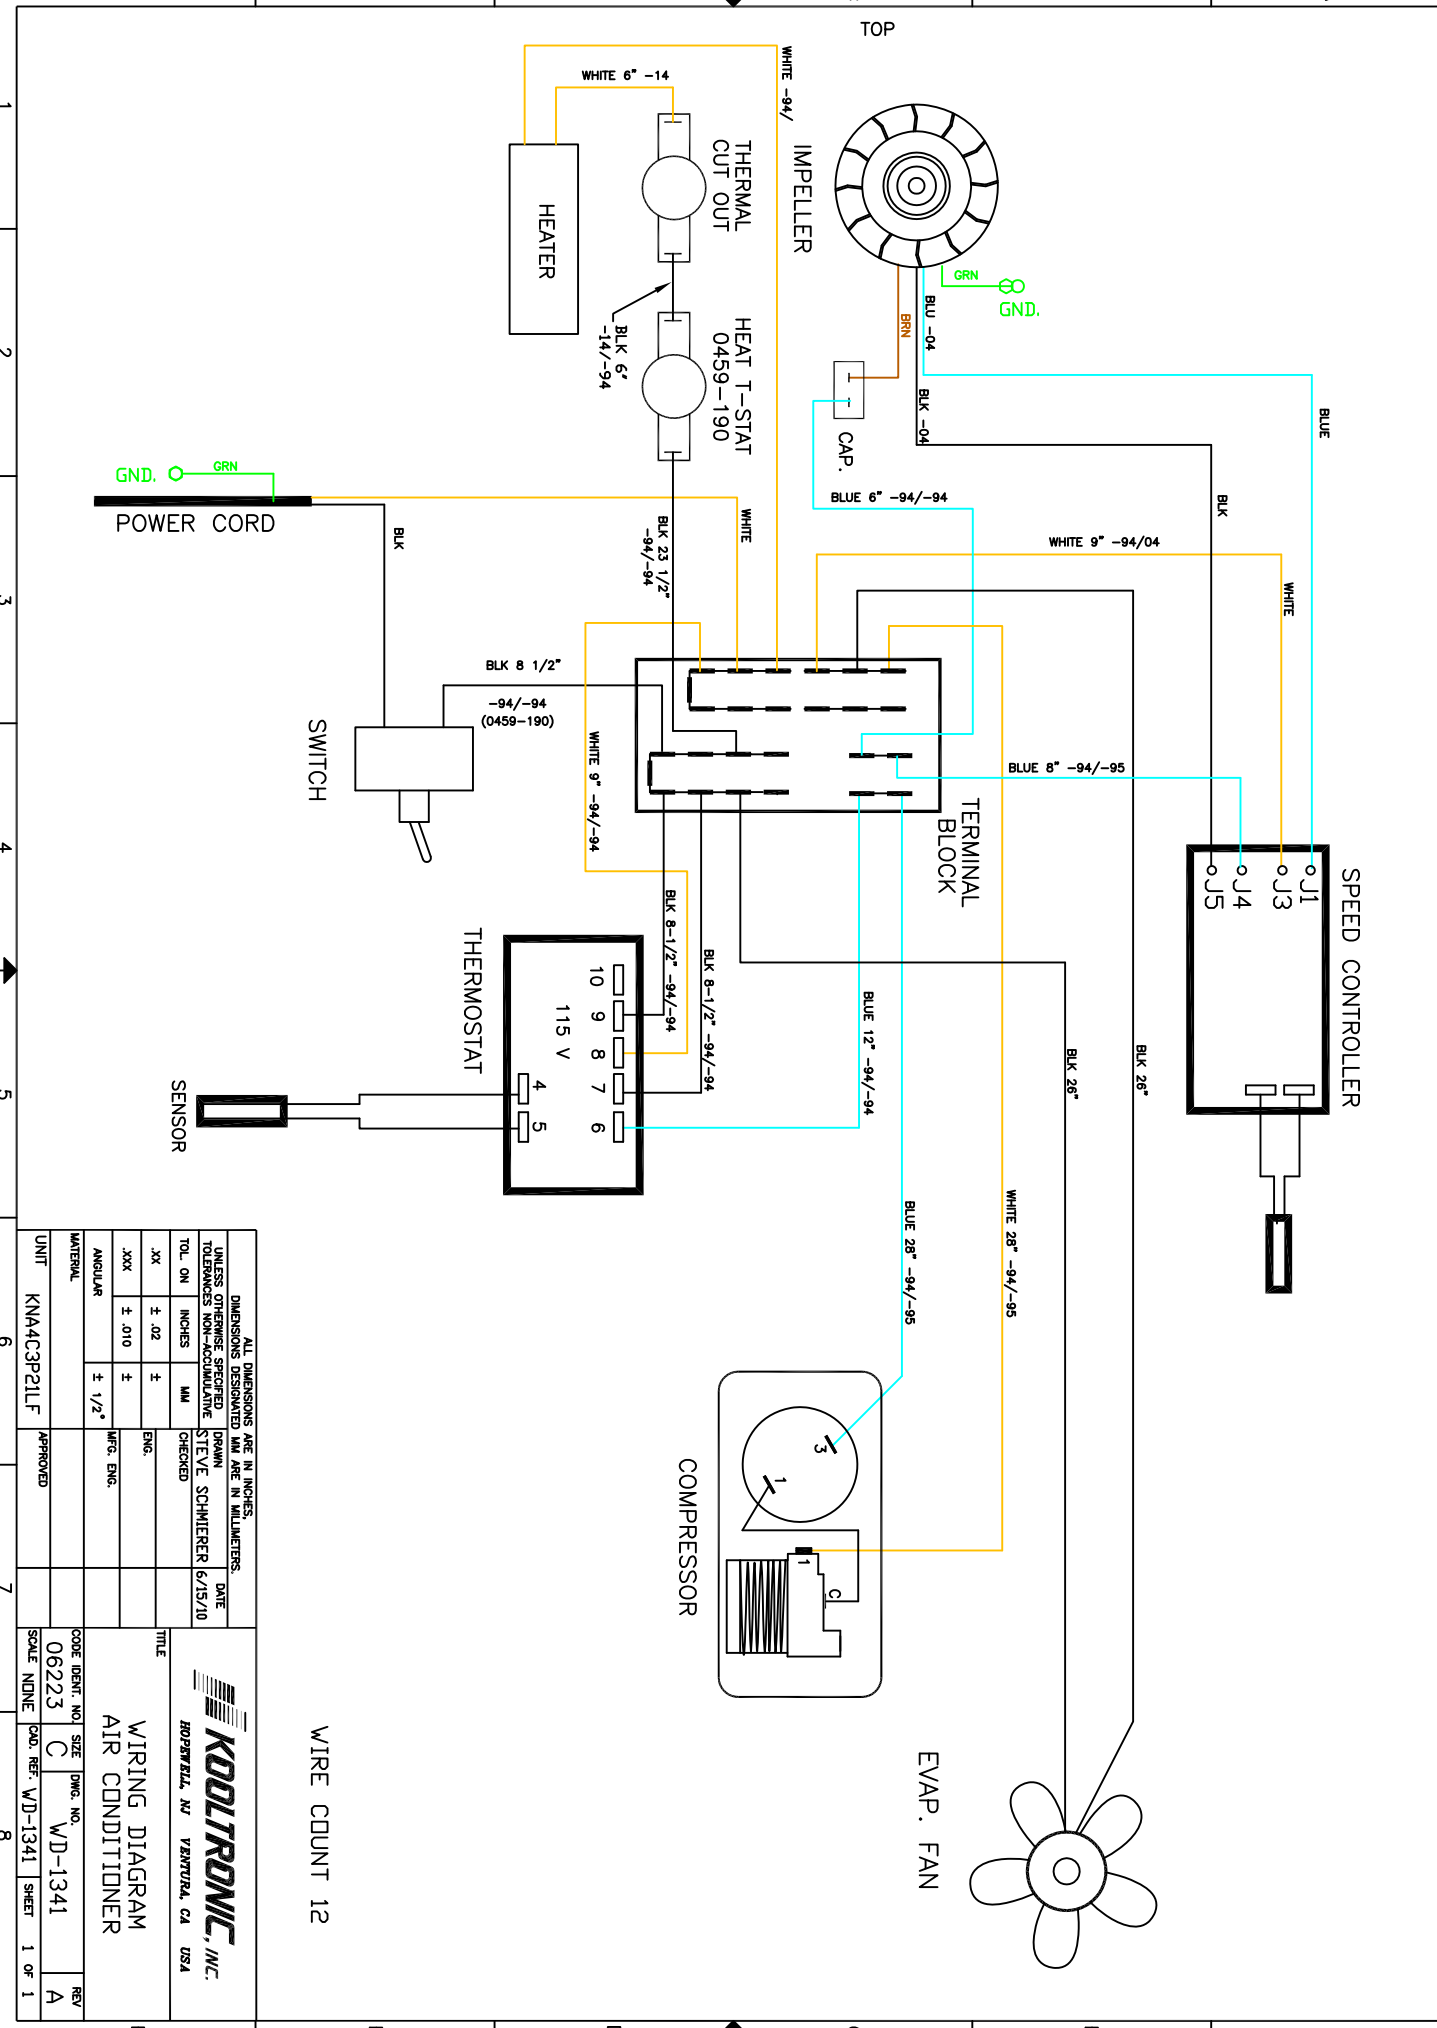 TOP
WHITE -94/
WHITE 6" -14
HEATER
THERMAL
CUT OUT
IMPELLER
GRN
GND.
BLU -04
BRN
BLK -04
BLUE
BLK 6"
-14/-94
HEAT T-STAT
0459-190
CAP.
BLUE 6" -94/-94
BLK
WHITE 9" -94/04
WHITE
GND.
GRN
POWER CORD
BLK
WHITE
BLK 23 1/2"
-94/-94
BLK 8 1/2"
-94/-94
(0459-190)
SWITCH
WHITE 9" -94/-94
TERMINAL
BLOCK
BLUE 8" -94/-95
SPEED CONTROLLER
J1
J3
J4
J5
BLK 8-1/2" -94/-94
BLK 8-1/2" -94/-94
BLUE 12" -94/-94
BLK 26"
BLK 26"
THERMOSTAT
115 V
10
9
8
7
6
4
5
SENSOR
BLUE 28" -94/-95
WHITE 28" -94/-95
COMPRESSOR
3
1
1
C
EVAP. FAN
WIRE COUNT 12
ALL DIMENSIONS ARE IN INCHES,
DIMENSIONS DESIGNATED MM ARE IN MILLIMETERS.
UNLESS OTHERWISE SPECIFIED
TOLERANCES NON-ACCUMULATIVE
TOL. ON INCHES MM
.XX ± .02 ±
.XXX ± .010 ±
ANGULAR ± 1/2°
MATERIAL
UNIT KNA4C3P21LF
DRAWN DATE
STEVE SCHMIERER 6/15/10
CHECKED
ENG.
MFG. ENG.
APPROVED
KOOLTRONIC, INC.
HOPEWELL, NJ VENTURA, CA USA
TITLE
WIRING DIAGRAM
AIR CONDITIONER
CODE IDENT. NO. SIZE DWG. NO. REV
06223 C WD-1341 A
SCALE NONE CAD. REF. WD-1341 SHEET 1 OF 1
1
2
3
4
5
6
7
8